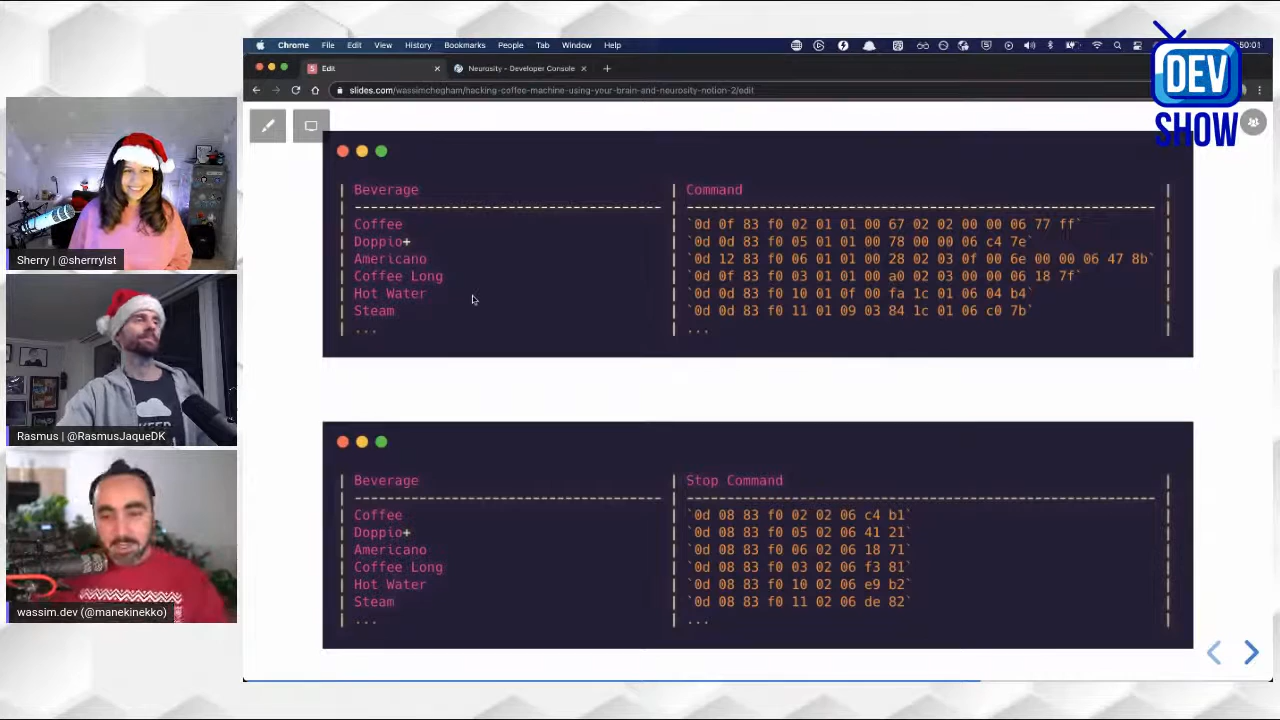 Chrome File Edit View History Bookmarks People Tab Window Help
50:01
DEV
SHOW
Edit
Neurosity - Developer Console
slides.com/wassimchegham/hacking-coffee-machine-using-your-brain-and-neurosity-notion-2/edit
| Beverage | Command |
| Coffee | `0d 0f 83 f0 02 01 01 00 67 02 02 00 00 06 77 ff` |
| Doppio+ | `0d 0d 83 f0 05 01 01 00 78 00 00 06 c4 7e` |
| Americano | `0d 12 83 f0 06 01 01 00 28 02 03 0f 00 6e 00 00 06 47 8b` |
| Coffee Long | `0d 0f 83 f0 03 01 01 00 a0 02 03 00 00 06 18 7f` |
| Hot Water | `0d 0d 83 f0 10 01 0f 00 fa 1c 01 06 04 b4` |
| Steam | `0d 0d 83 f0 11 01 09 03 84 1c 01 06 c0 7b` |
| ... | ... |
| Beverage | Stop Command |
| Coffee | `0d 08 83 f0 02 02 06 c4 b1` |
| Doppio+ | `0d 08 83 f0 05 02 06 41 21` |
| Americano | `0d 08 83 f0 06 02 06 18 71` |
| Coffee Long | `0d 08 83 f0 03 02 06 f3 81` |
| Hot Water | `0d 08 83 f0 10 02 06 e9 b2` |
| Steam | `0d 08 83 f0 11 02 06 de 82` |
| ... | ... |
Sherry | @sherrrylst
KEEP
Rasmus | @RasmusJaqueDK
wassim.dev (@manekinekko)